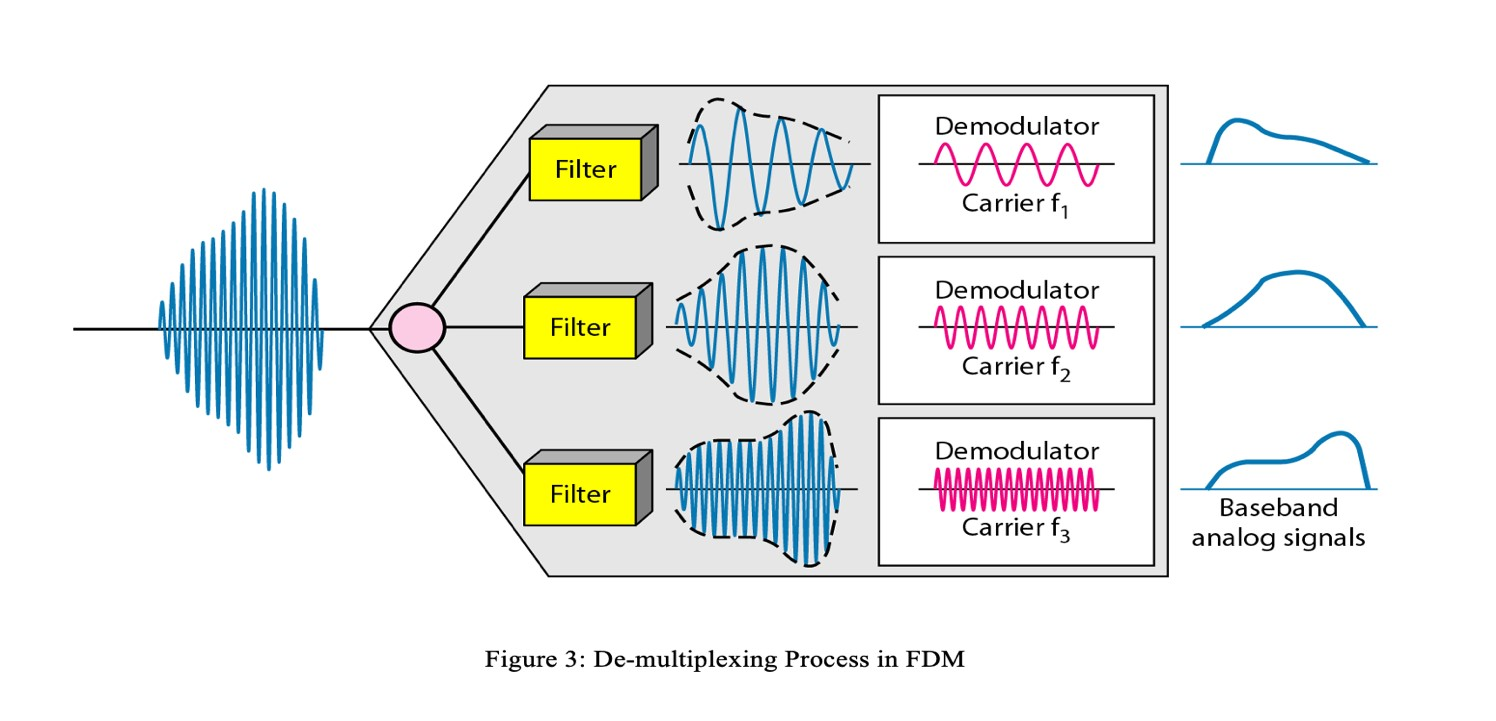 Filter
Demodulator
Carrier f₁
Filter
Demodulator
Carrier f₂
Filter
Demodulator
Carrier f₃
Baseband
analog signals
Figure 3: De-multiplexing Process in FDM